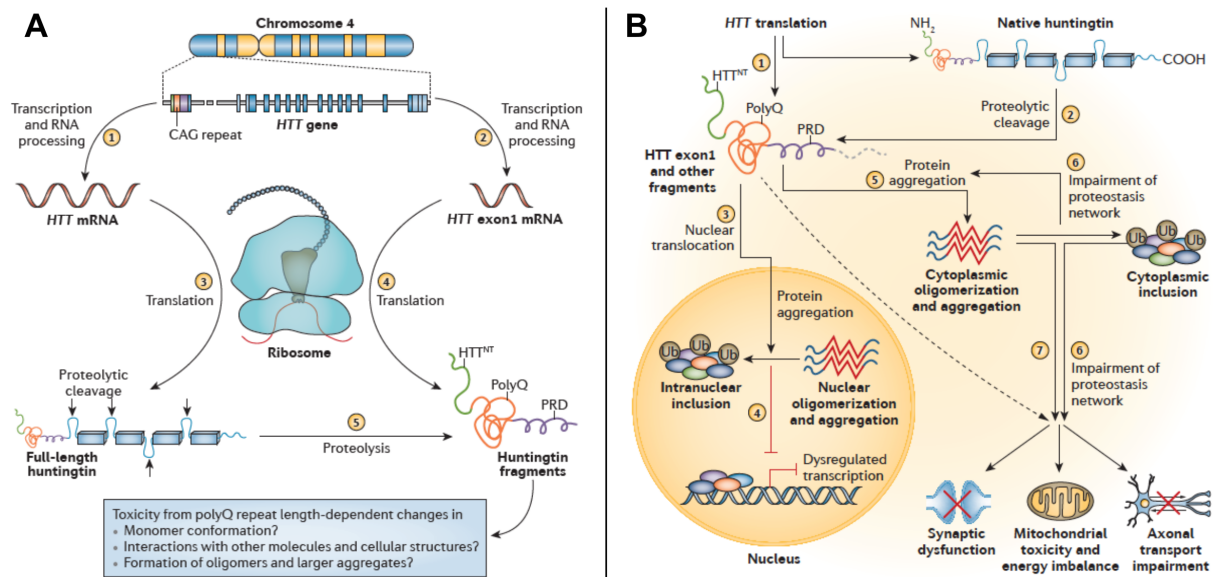 A
Chromosome 4
Transcription
and RNA
processing
1
CAG repeat
HTT gene
2
Transcription
and RNA
processing
HTT mRNA
HTT exon1 mRNA
3
Translation
4
Translation
Ribosome
Proteolytic
cleavage
Full-length
huntingtin
5
Proteolysis
HTTNT
PolyQ
PRD
Huntingtin
fragments
Toxicity from polyQ repeat length-dependent changes in
• Monomer conformation?
• Interactions with other molecules and cellular structures?
• Formation of oligomers and larger aggregates?
B
HTT translation
NH2
Native huntingtin
COOH
1
HTTNT
PolyQ
PRD
Proteolytic
cleavage
2
HTT exon1
and other
fragments
Protein
aggregation
5
6
Impairment of
proteostasis
network
3
Nuclear
translocation
Cytoplasmic
oligomerization
and aggregation
Ub
Ub
Ub
Cytoplasmic
inclusion
Protein
aggregation
Ub
Ub
Ub
Intranuclear
inclusion
Nuclear
oligomerization
and aggregation
4
7
6
Impairment of
proteostasis
network
Dysregulated
transcription
Nucleus
Synaptic
dysfunction
Mitochondrial
toxicity and
energy imbalance
Axonal
transport
impairment